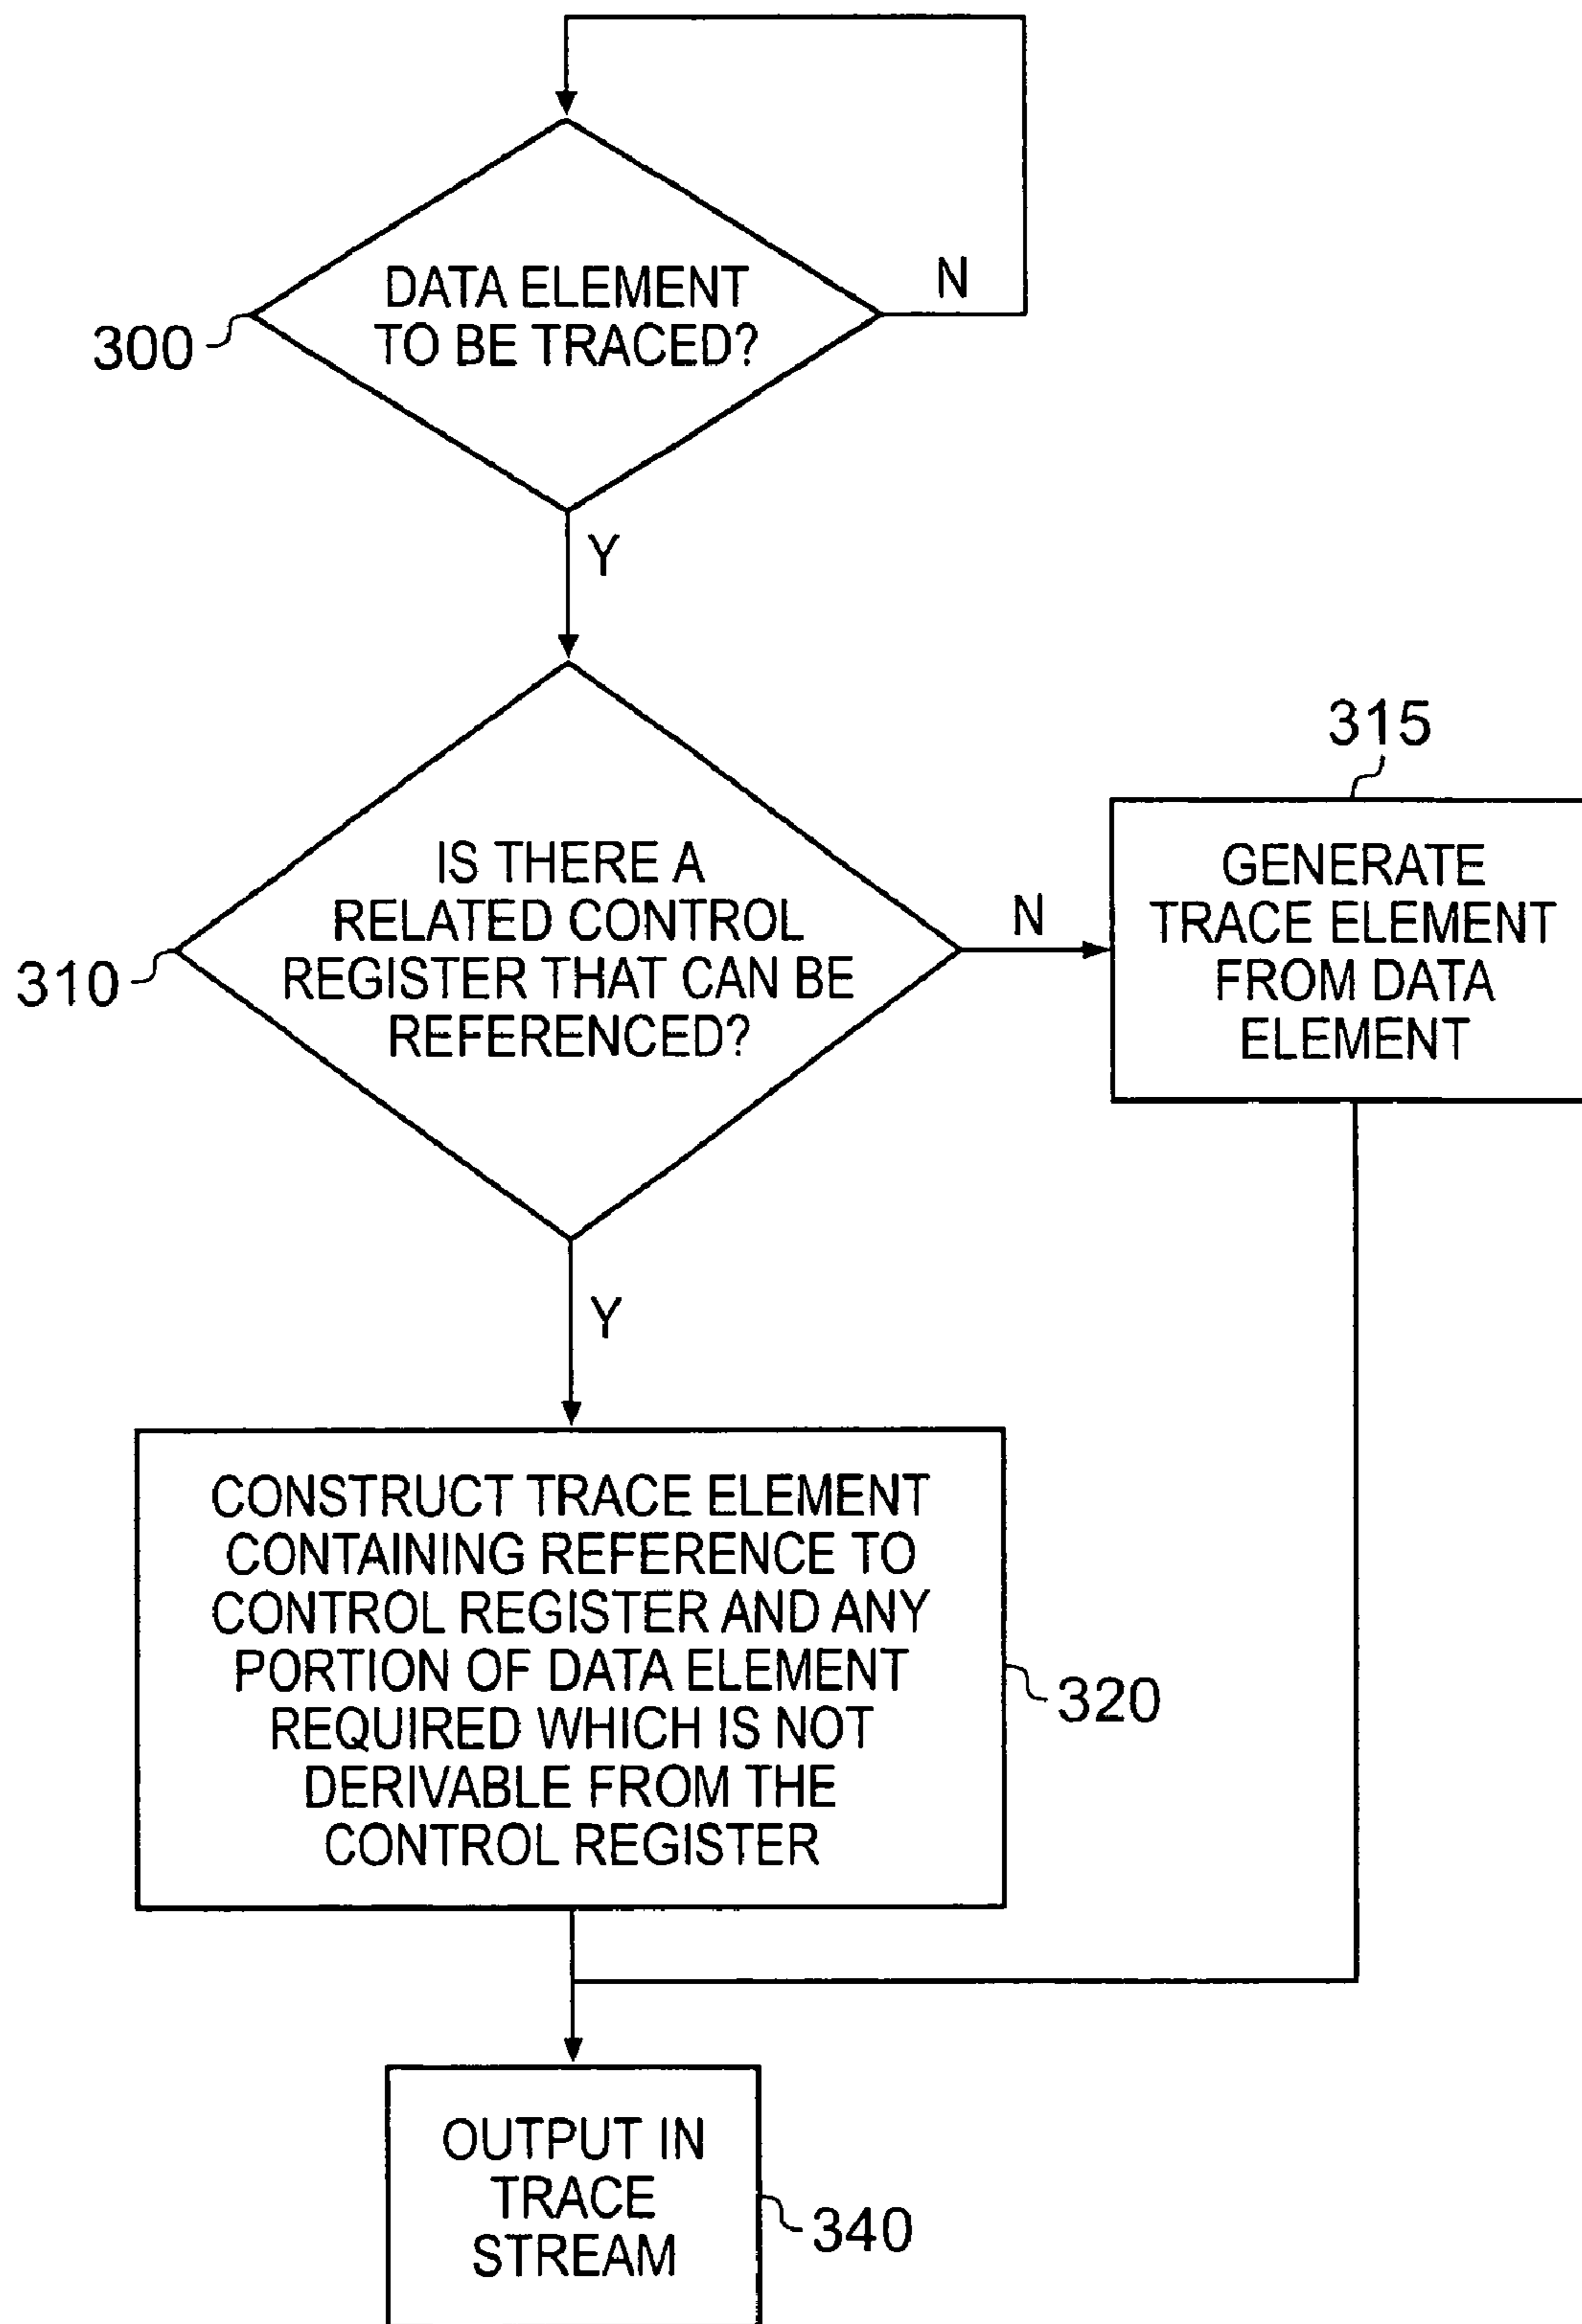 DATA ELEMENT
TO BE TRACED?
N
300
Y
IS THERE A
RELATED CONTROL
REGISTER THAT CAN BE
REFERENCED?
N
310
315
GENERATE
TRACE ELEMENT
FROM DATA
ELEMENT
Y
CONSTRUCT TRACE ELEMENT
CONTAINING REFERENCE TO
CONTROL REGISTER AND ANY
PORTION OF DATA ELEMENT
REQUIRED WHICH IS NOT
DERIVABLE FROM THE
CONTROL REGISTER
320
OUTPUT IN
TRACE
STREAM
340